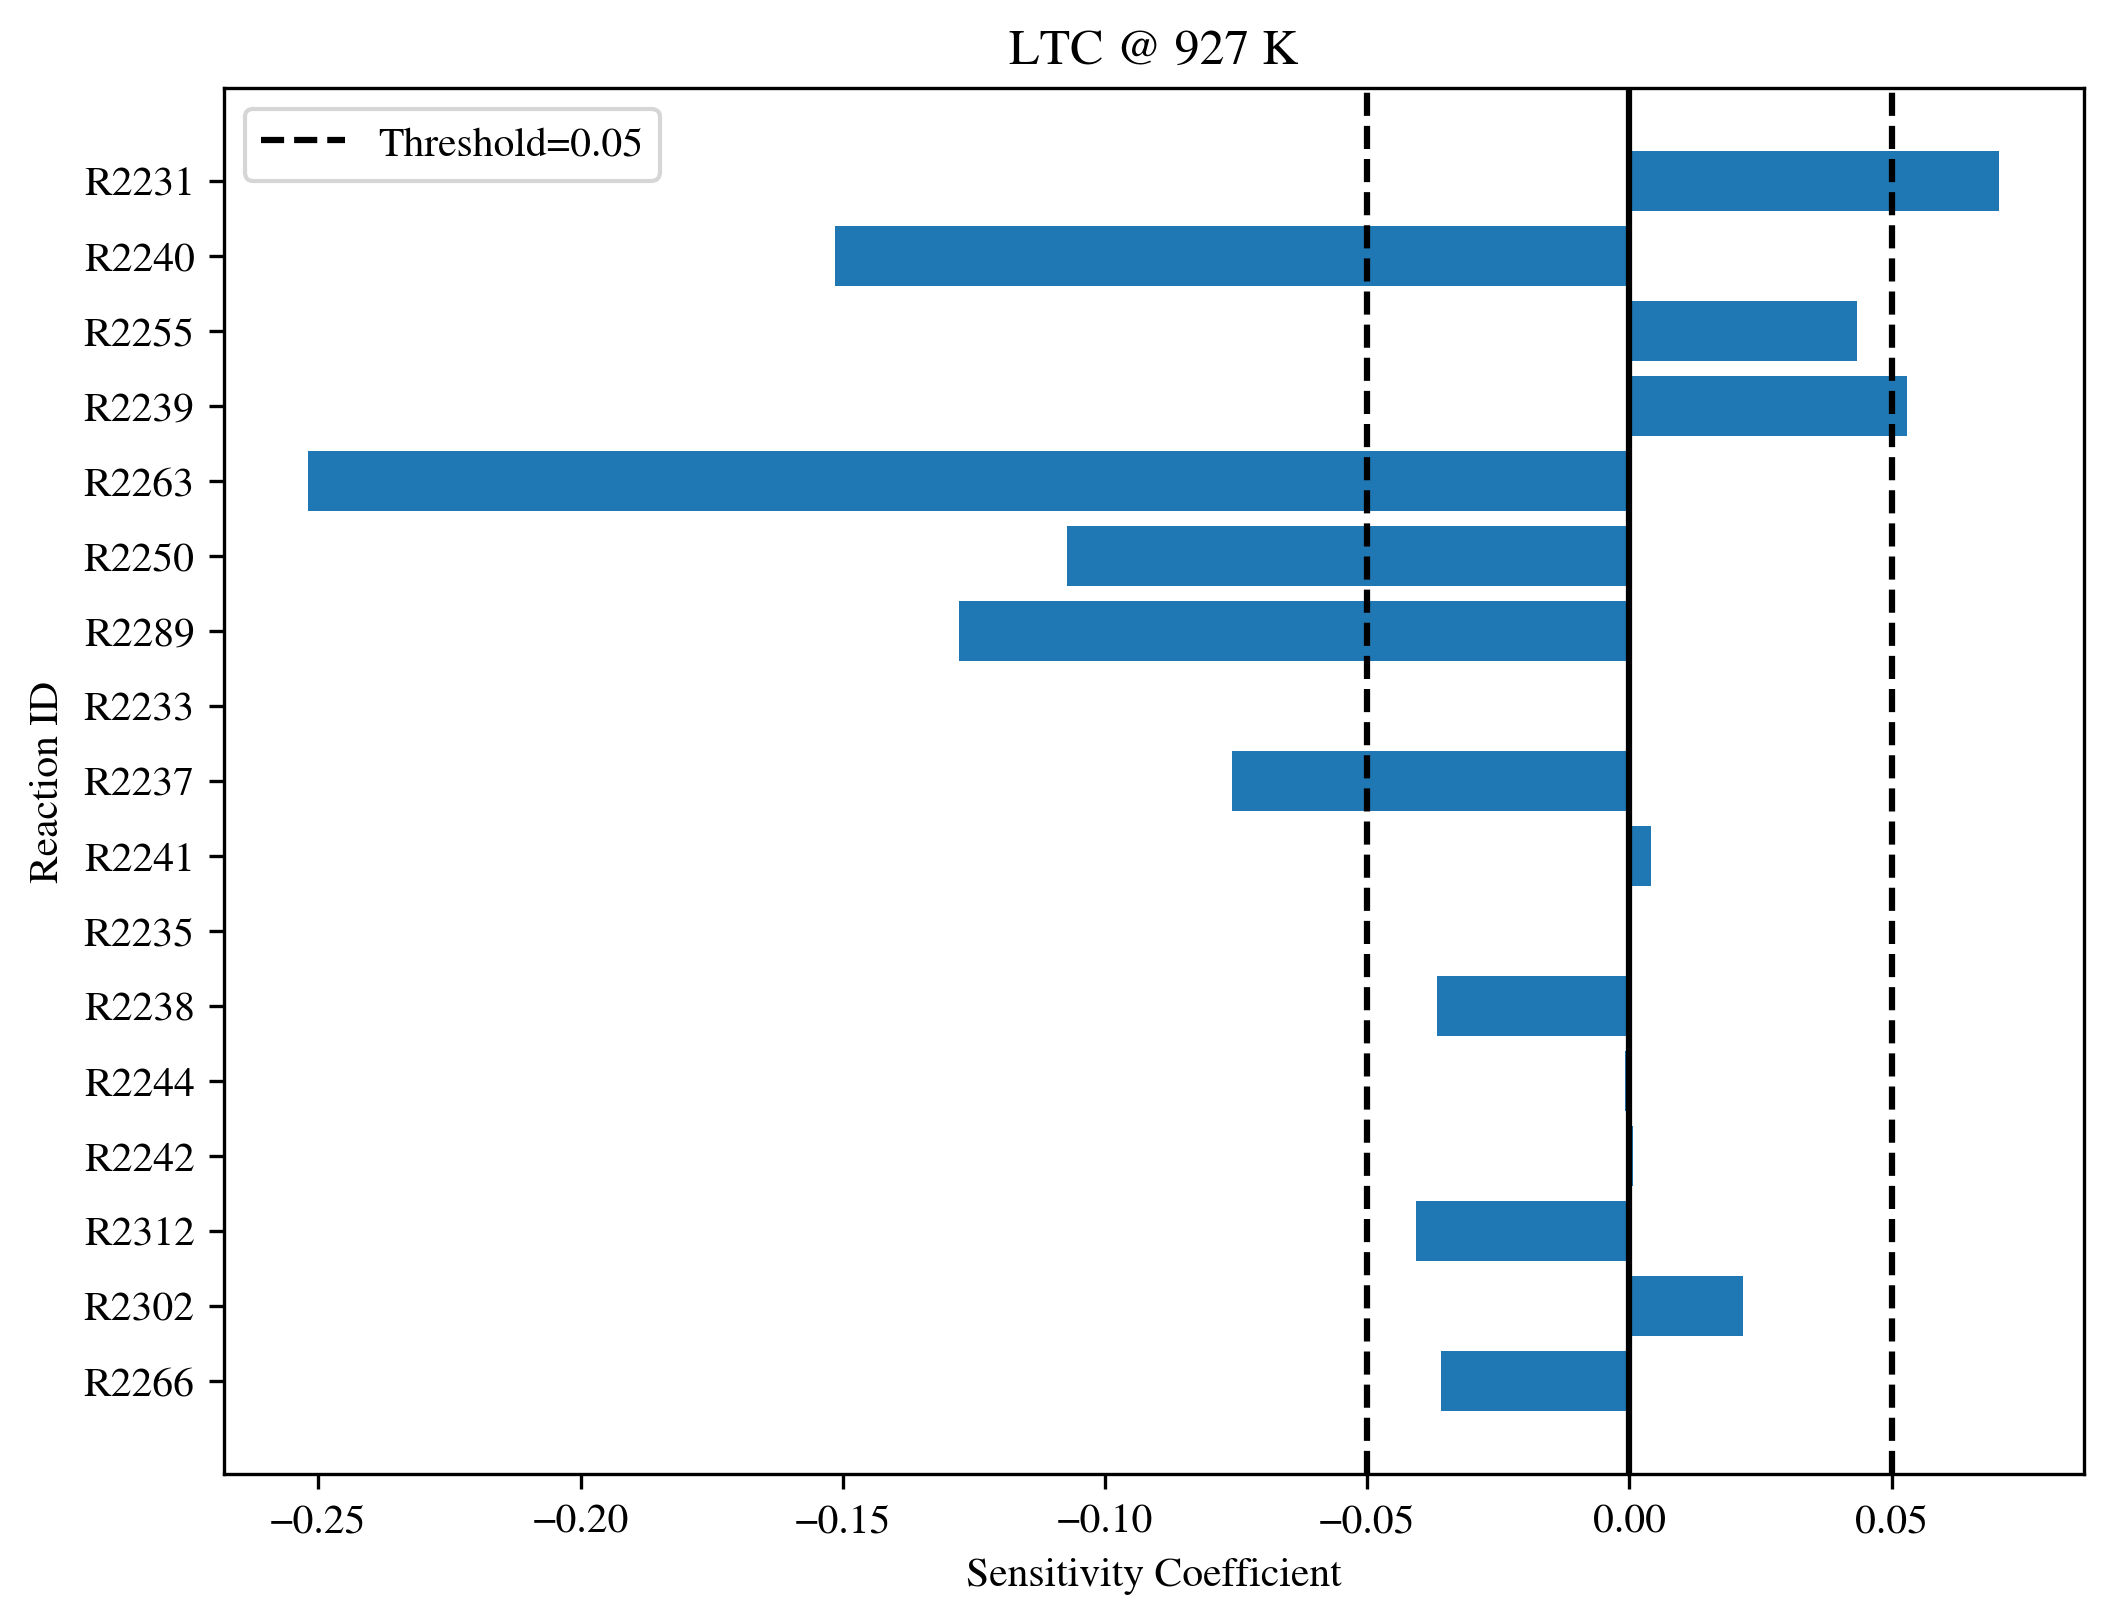 LTC @ 927 K
Threshold=0.05
R2231
R2240
R2255
R2239
R2263
R2250
R2289
R2233
R2237
R2241
R2235
R2238
R2244
R2242
R2312
R2302
R2266
Reaction ID
−0.25 −0.20 −0.15 −0.10 −0.05 0.00 0.05
Sensitivity Coefficient